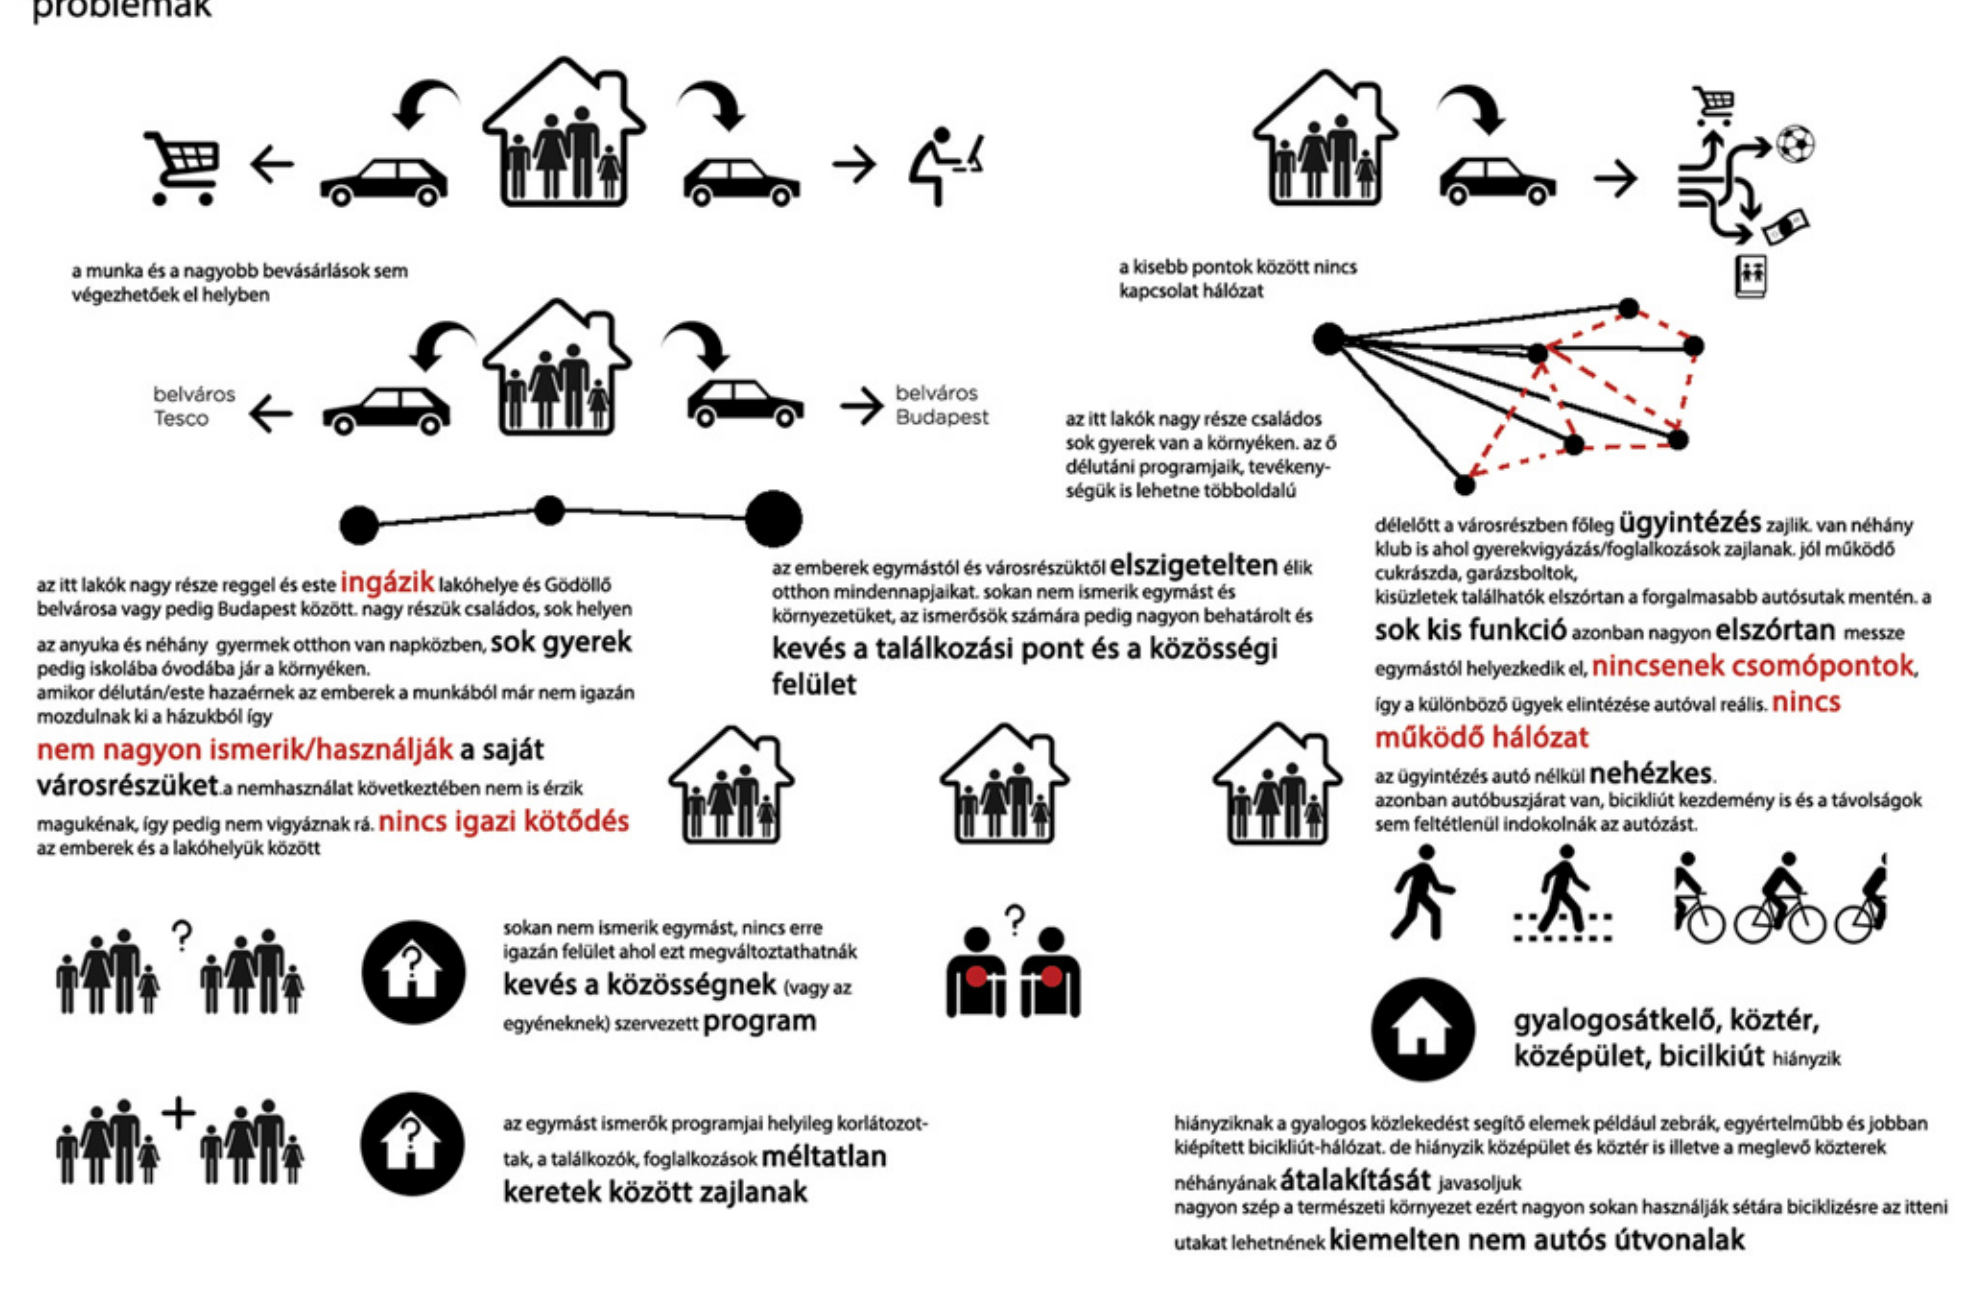 problémák
a munka és a nagyobb bevásárlások sem
végezhetőek el helyben
belváros
Tesco
belváros
Budapest
az itt lakók nagy része reggel és este ingázik lakóhelye és Gödöllő
belvárosa vagy pedig Budapest között. nagy részük családos, sok helyen
az anyuka és néhány gyermek otthon van napközben, sok gyerek
pedig iskolába óvodába jár a környéken.
amikor délután/este hazaérnek az emberek a munkából már nem igazán
mozdulnak ki a házukból így
nem nagyon ismerik/használják a saját
városrészüket.a nemhasználat következtében nem is érzik
magukénak, így pedig nem vigyáznak rá. nincs igazi kötődés
az emberek és a lakóhelyük között
az emberek egymástól és városrészüktől elszigetelten élik
otthon mindennapjaikat. sokan nem ismerik egymást és
környezetüket, az ismerősök számára pedig nagyon behatárolt és
kevés a találkozási pont és a közösségi
felület
a kisebb pontok között nincs
kapcsolat hálózat
az itt lakók nagy része családos
sok gyerek van a környéken. az ő
délutáni programjaik, tevékeny-
ségük is lehetne többoldalú
délelőtt a városrészben főleg ügyintézés zajlik. van néhány
klub is ahol gyerekvigyázás/foglalkozások zajlanak. jól működő
cukrászda, garázsboltok,
kisüzletek találhatók elszórtan a forgalmasabb autósutak mentén. a
sok kis funkció azonban nagyon elszórtan messze
egymástól helyezkedik el, nincsenek csomópontok,
így a különböző ügyek elintézése autóval reális. nincs
működő hálózat
az ügyintézés autó nélkül nehézkes.
azonban autóbuszjárat van, bicikliút kezdemény is és a távolságok
sem feltétlenül indokolnák az autózást.
?
?
sokan nem ismerik egymást, nincs erre
igazán felület ahol ezt megváltoztathatnák
kevés a közösségnek (vagy az
egyéneknek) szervezett program
?
+
?
az egymást ismerők programjai helyileg korlátozot-
tak, a találkozók, foglalkozások méltatlan
keretek között zajlanak
gyalogosátkelő, köztér,
középület, bicilkiút hiányzik
hiányziknak a gyalogos közlekedést segítő elemek például zebrák, egyértelműbb és jobban
kiépített bicikliút-hálózat. de hiányzik középület és köztér is illetve a meglevő közterek
néhányának átalakítását javasoljuk
nagyon szép a természeti környezet ezért nagyon sokan használják sétára biciklizésre az itteni
utakat lehetnének kiemelten nem autós útvonalak